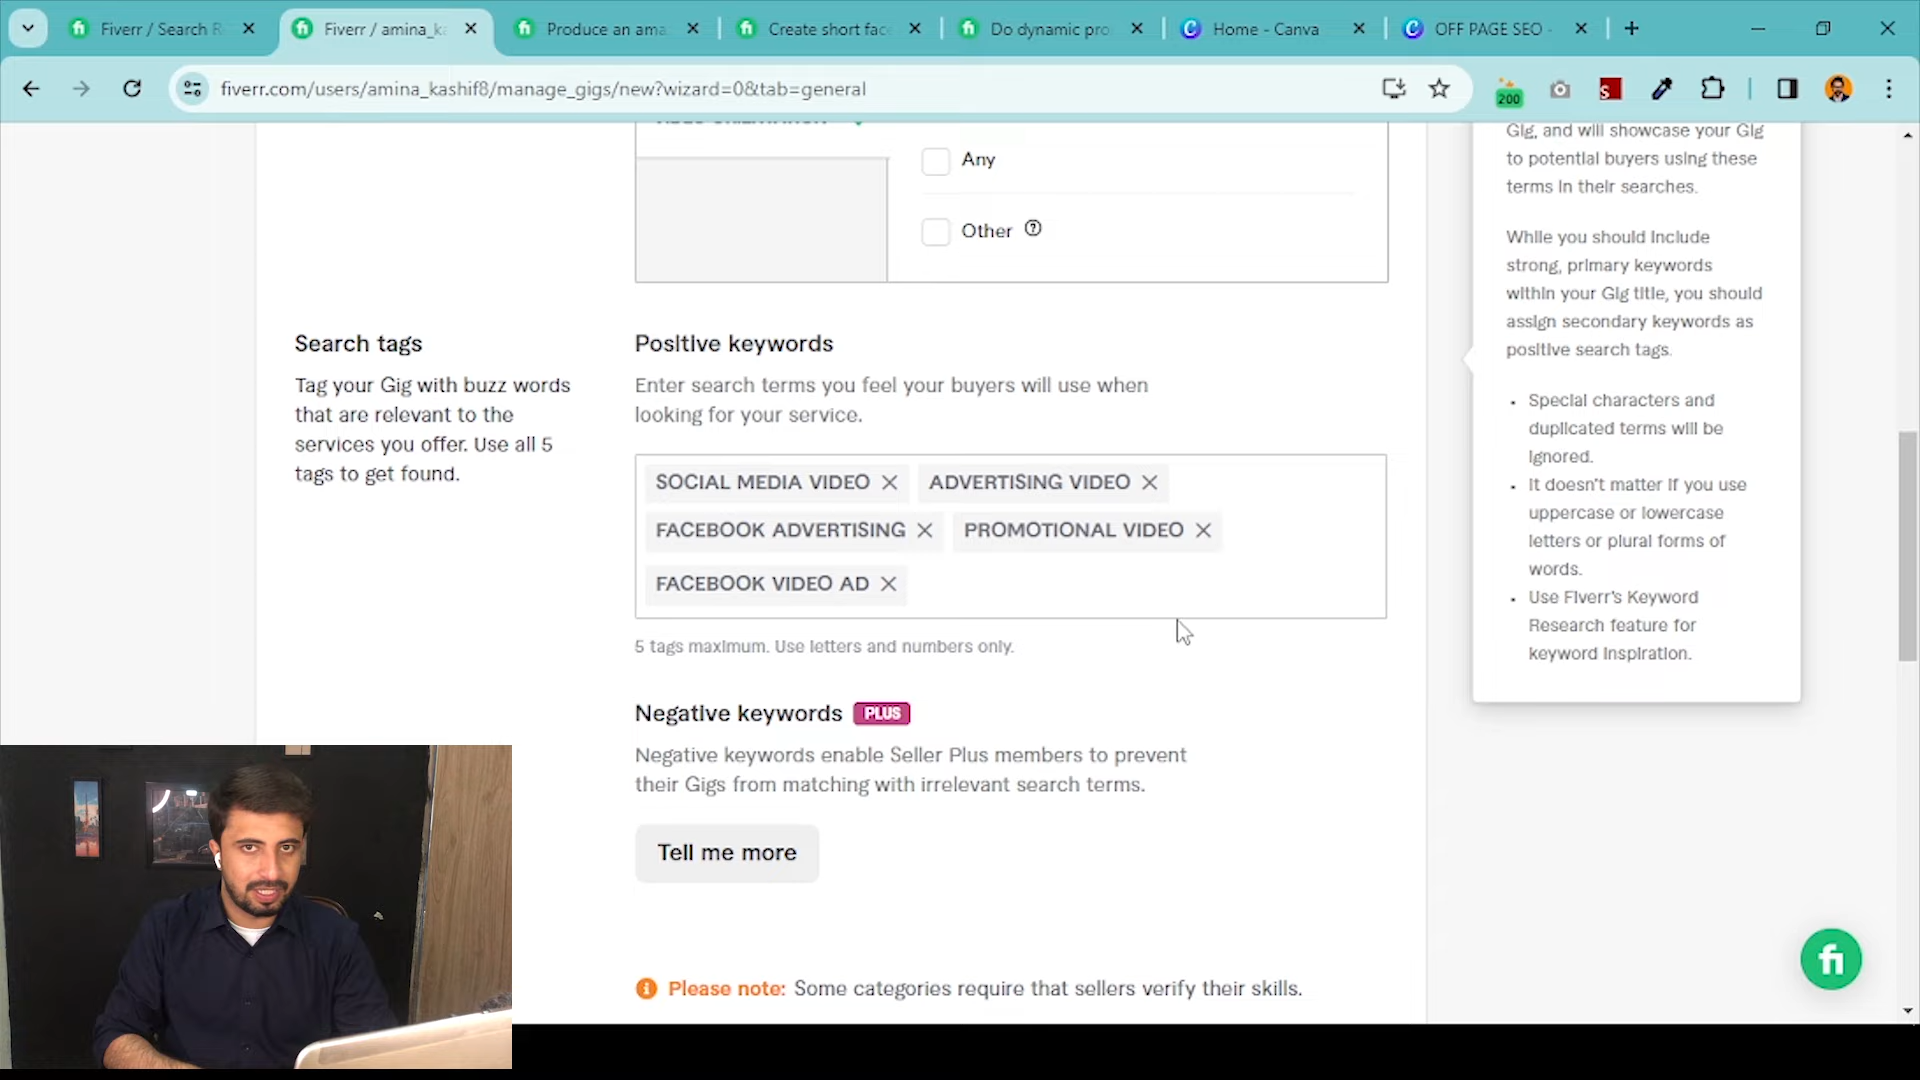 Fiverr / Search R
Fiverr / amina_ka
Produce an ama
Create short face
Do dynamic pro
Home - Canva
OFF PAGE SEO -
fiverr.com/users/amina_kashif8/manage_gigs/new?wizard=0&tab=general
200
S
Any
Other
Gig, and will showcase your Gig
to potential buyers using these
terms in their searches.
While you should include
strong, primary keywords
within your Gig title, you should
assign secondary keywords as
positive search tags.
Special characters and
duplicated terms will be
ignored.
It doesn't matter if you use
uppercase or lowercase
letters or plural forms of
words.
Use Fiverr's Keyword
Research feature for
keyword inspiration.
Search tags
Tag your Gig with buzz words
that are relevant to the
services you offer. Use all 5
tags to get found.
Positive keywords
Enter search terms you feel your buyers will use when
looking for your service.
SOCIAL MEDIA VIDEO
ADVERTISING VIDEO
FACEBOOK ADVERTISING
PROMOTIONAL VIDEO
FACEBOOK VIDEO AD
5 tags maximum. Use letters and numbers only.
Negative keywords PLUS
Negative keywords enable Seller Plus members to prevent
their Gigs from matching with irrelevant search terms.
Tell me more
Please note: Some categories require that sellers verify their skills.
fi